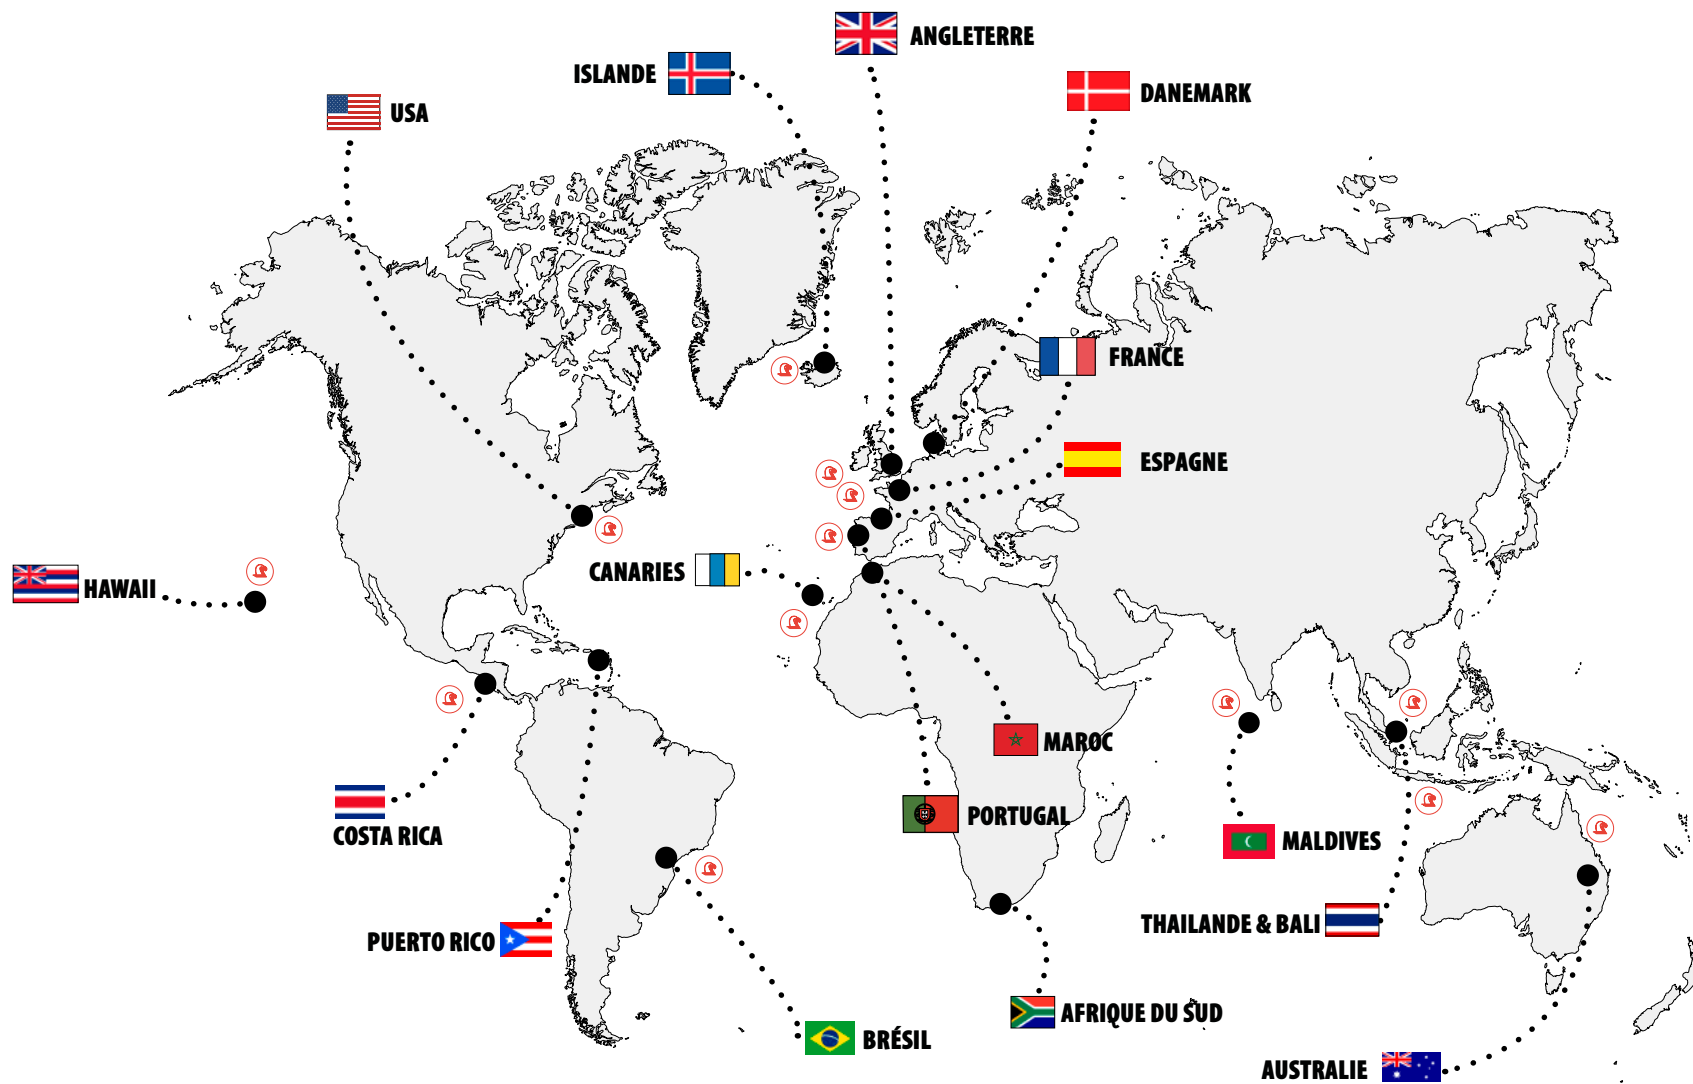 ANGLETERRE
ISLANDE
DANEMARK
USA
FRANCE
ESPAGNE
CANARIES
HAWAII
MAROC
PORTUGAL
COSTA RICA
MALDIVES
THAILANDE & BALI
PUERTO RICO
AFRIQUE DU SUD
BRÉSIL
AUSTRALIE